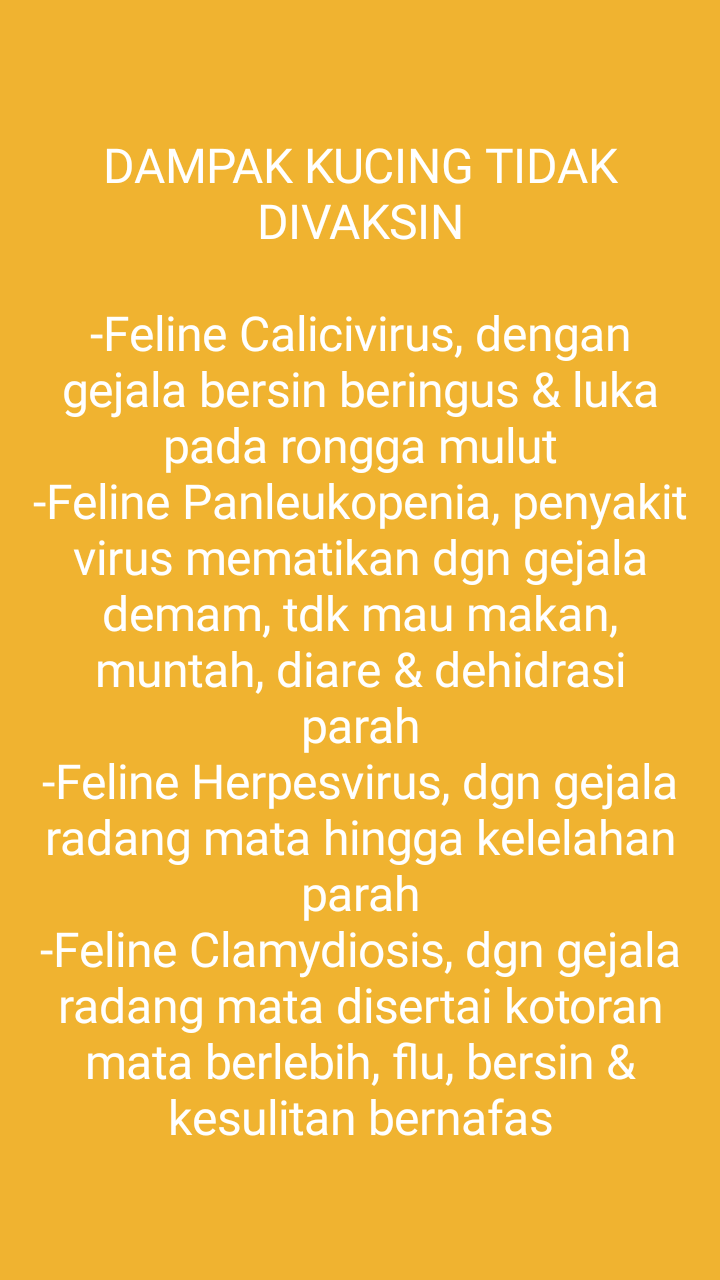 DAMPAK KUCING TIDAK
DIVAKSIN
-Feline Calicivirus, dengan
gejala bersin beringus & luka
pada rongga mulut
-Feline Panleukopenia, penyakit
virus mematikan dgn gejala
demam, tdk mau makan,
muntah, diare & dehidrasi
parah
-Feline Herpesvirus, dgn gejala
radang mata hingga kelelahan
parah
-Feline Clamydiosis, dgn gejala
radang mata disertai kotoran
mata berlebih, flu, bersin &
kesulitan bernafas